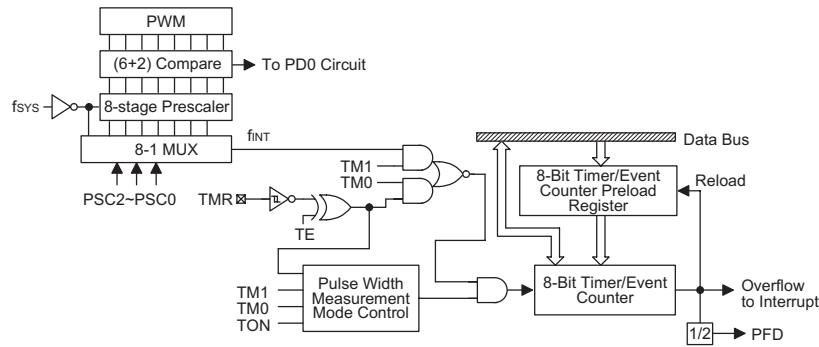 PWM
(6+2) Compare
To PD0 Circuit
fSYS
8-stage Prescaler
8-1 MUX
fINT
PSC2~PSC0
TM1
TM0
TMR
TE
TM1
TM0
TON
Pulse Width
Measurement
Mode Control
Data Bus
8-Bit Timer/Event
Counter Preload
Register
Reload
8-Bit Timer/Event
Counter
Overflow
to Interrupt
1/2
PFD